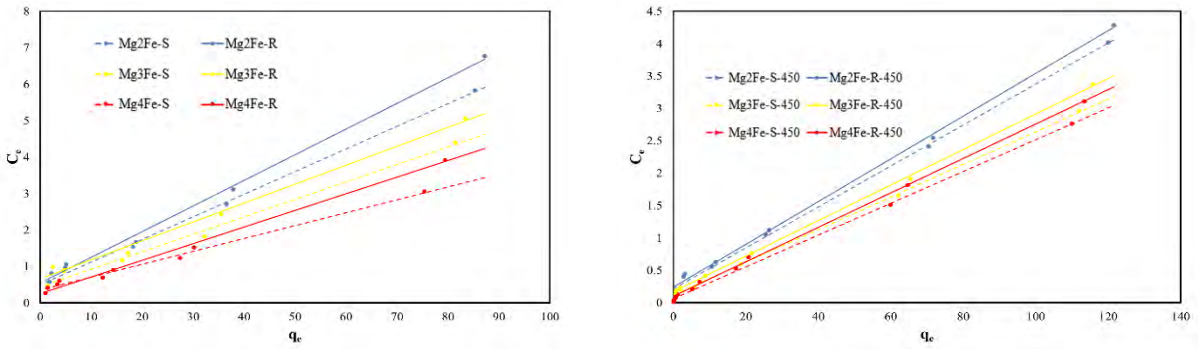 8
7
6
5
4
3
2
1
0
Cₑ
Mg2Fe-S Mg2Fe-R
Mg3Fe-S Mg3Fe-R
Mg4Fe-S Mg4Fe-R
0 10 20 30 40 50 60 70 80 90 100
qₑ
4.5
4
3.5
3
2.5
2
1.5
1
0.5
0
Cₑ
Mg2Fe-S-450 Mg2Fe-R-450
Mg3Fe-S-450 Mg3Fe-R-450
Mg4Fe-S-450 Mg4Fe-R-450
0 20 40 60 80 100 120 140
qₑ